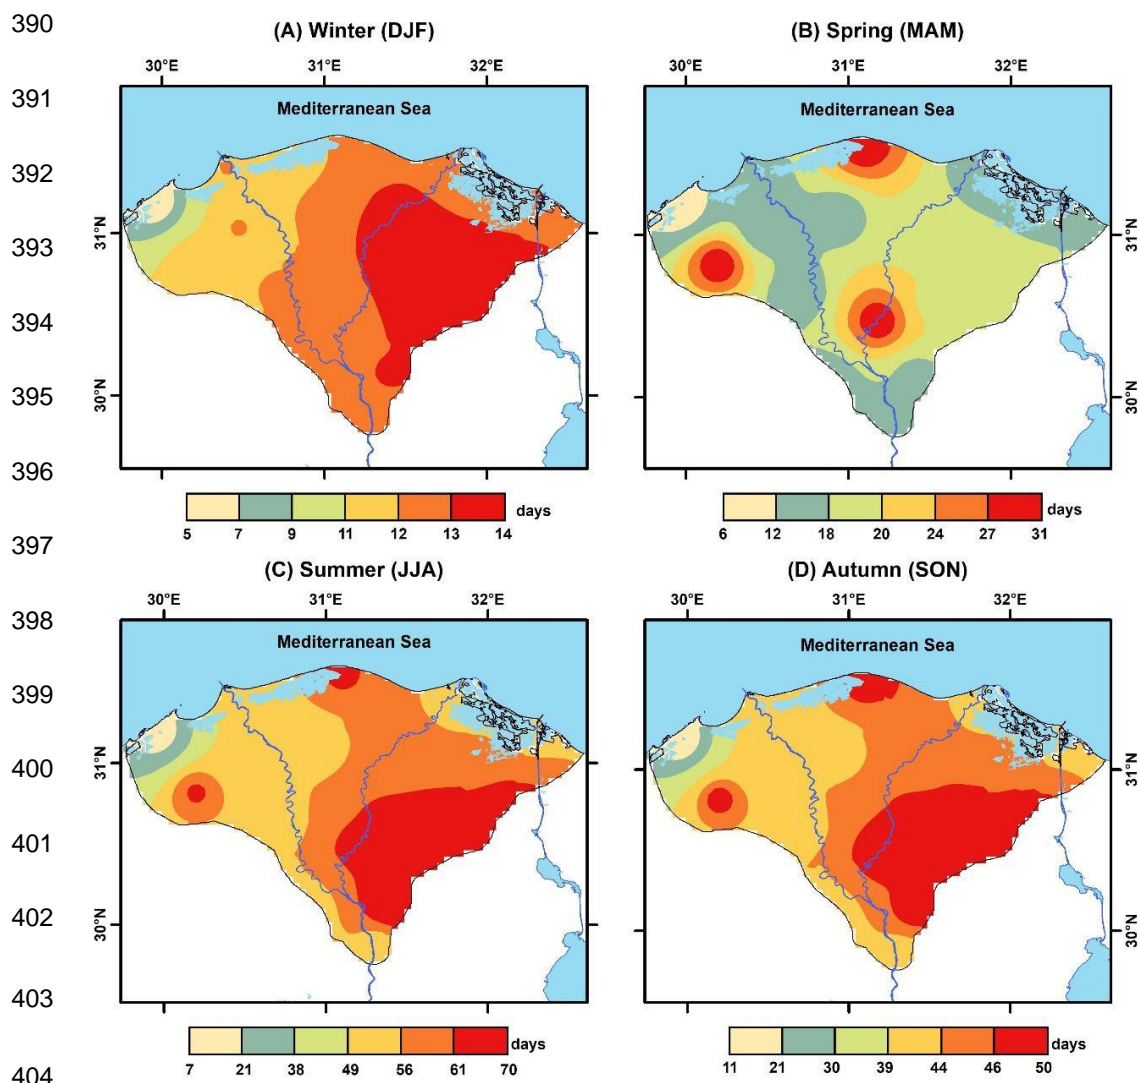 390
(A) Winter (DJF)
(B) Spring (MAM)
30°E 31°E 32°E
30°E 31°E 32°E
391
Mediterranean Sea
Mediterranean Sea
392
31°N
31°N
393
394
30°N
30°N
395
396
days
days
5 7 9 11 12 13 14
6 12 18 20 24 27 31
397
(C) Summer (JJA)
(D) Autumn (SON)
398
30°E 31°E 32°E
30°E 31°E 32°E
Mediterranean Sea
Mediterranean Sea
399
400
31°N
31°N
401
402
30°N
30°N
403
days
days
7 21 38 49 56 61 70
11 21 30 39 44 46 50
404